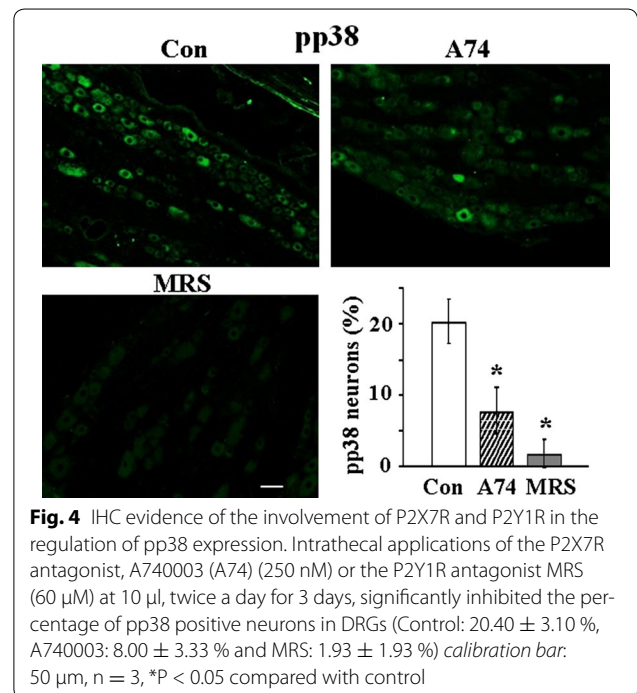 pp38
Con
A74
MRS
pp38 neurons (%)
20
10
0
*
*
Con A74 MRS
Fig. 4 IHC evidence of the involvement of P2X7R and P2Y1R in the
regulation of pp38 expression. Intrathecal applications of the P2X7R
antagonist, A740003 (A74) (250 nM) or the P2Y1R antagonist MRS
(60 μM) at 10 μl, twice a day for 3 days, significantly inhibited the per-
centage of pp38 positive neurons in DRGs (Control: 20.40 ± 3.10 %,
A740003: 8.00 ± 3.33 % and MRS: 1.93 ± 1.93 %) calibration bar:
50 μm, n = 3, *P < 0.05 compared with control